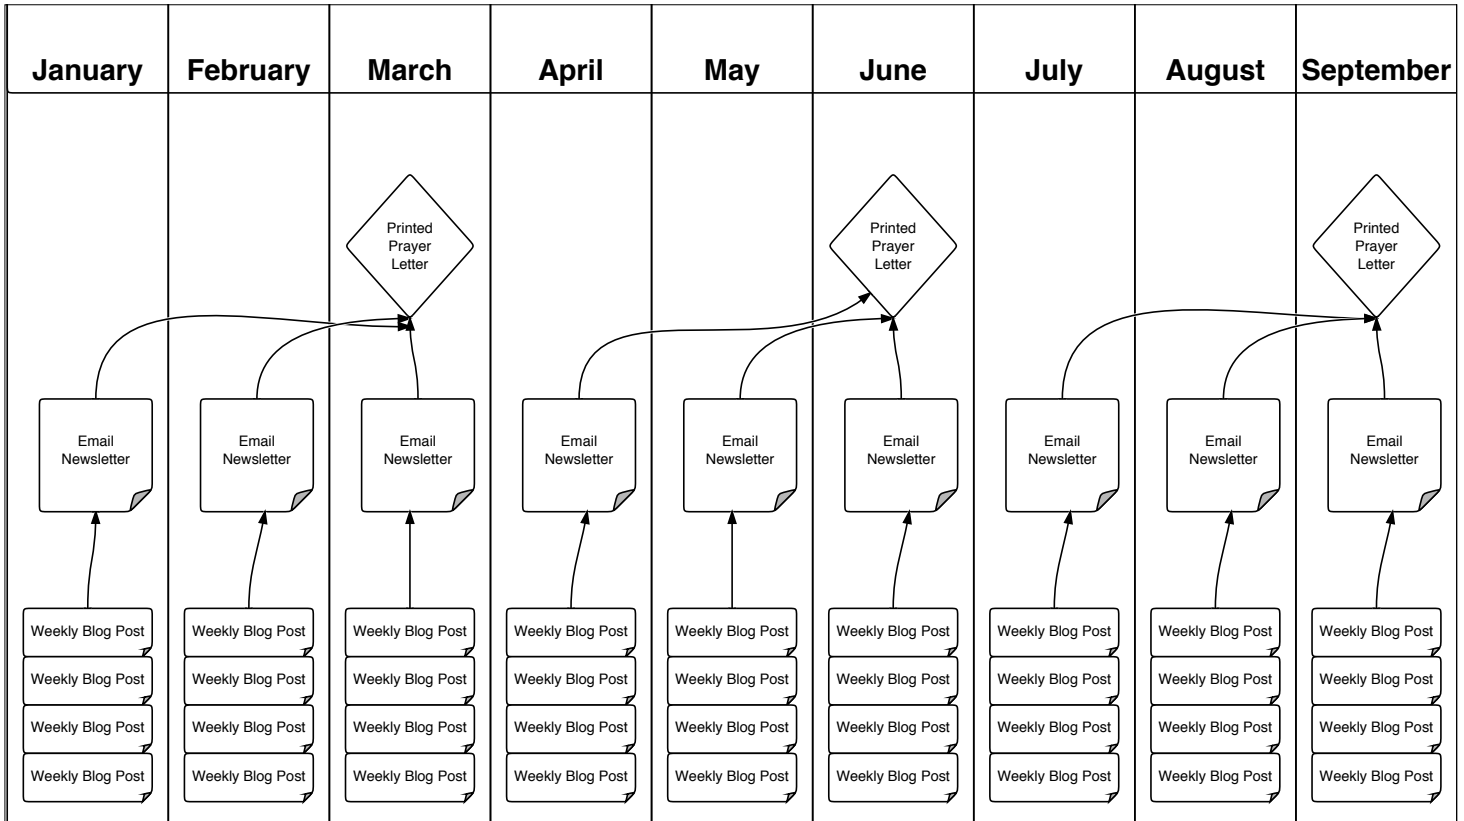 January February March April May June July August September
Printed
Prayer
Letter
Printed
Prayer
Letter
Printed
Prayer
Letter
Email
Newsletter
Email
Newsletter
Email
Newsletter
Email
Newsletter
Email
Newsletter
Email
Newsletter
Email
Newsletter
Email
Newsletter
Email
Newsletter
Weekly Blog Post Weekly Blog Post Weekly Blog Post Weekly Blog Post Weekly Blog Post Weekly Blog Post Weekly Blog Post Weekly Blog Post Weekly Blog Post
Weekly Blog Post Weekly Blog Post Weekly Blog Post Weekly Blog Post Weekly Blog Post Weekly Blog Post Weekly Blog Post Weekly Blog Post Weekly Blog Post
Weekly Blog Post Weekly Blog Post Weekly Blog Post Weekly Blog Post Weekly Blog Post Weekly Blog Post Weekly Blog Post Weekly Blog Post Weekly Blog Post
Weekly Blog Post Weekly Blog Post Weekly Blog Post Weekly Blog Post Weekly Blog Post Weekly Blog Post Weekly Blog Post Weekly Blog Post Weekly Blog Post